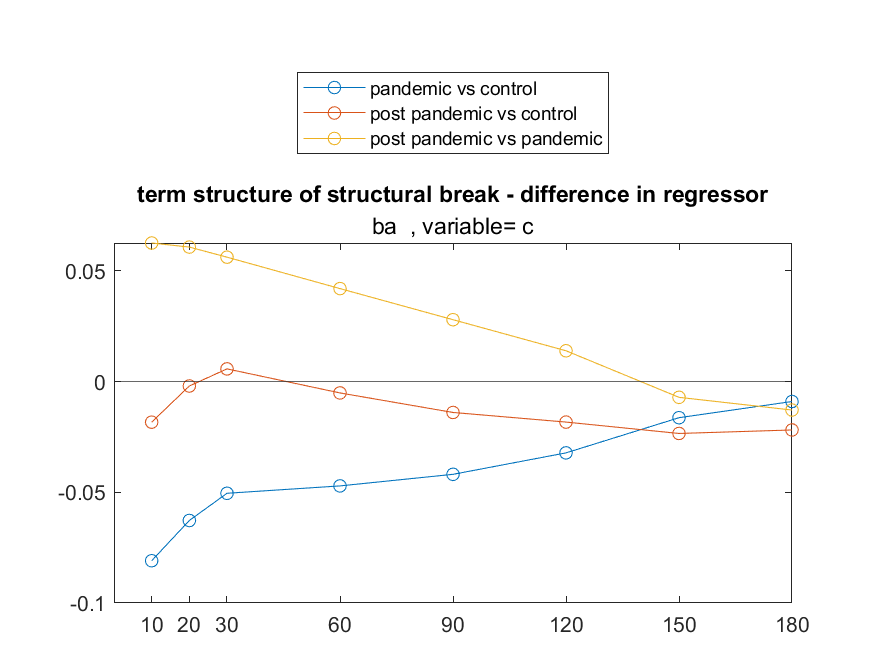 pandemic vs control
post pandemic vs control
post pandemic vs pandemic
term structure of structural break - difference in regressor
ba  , variable= c
0.05
0
-0.05
-0.1
10 20 30 60 90 120 150 180